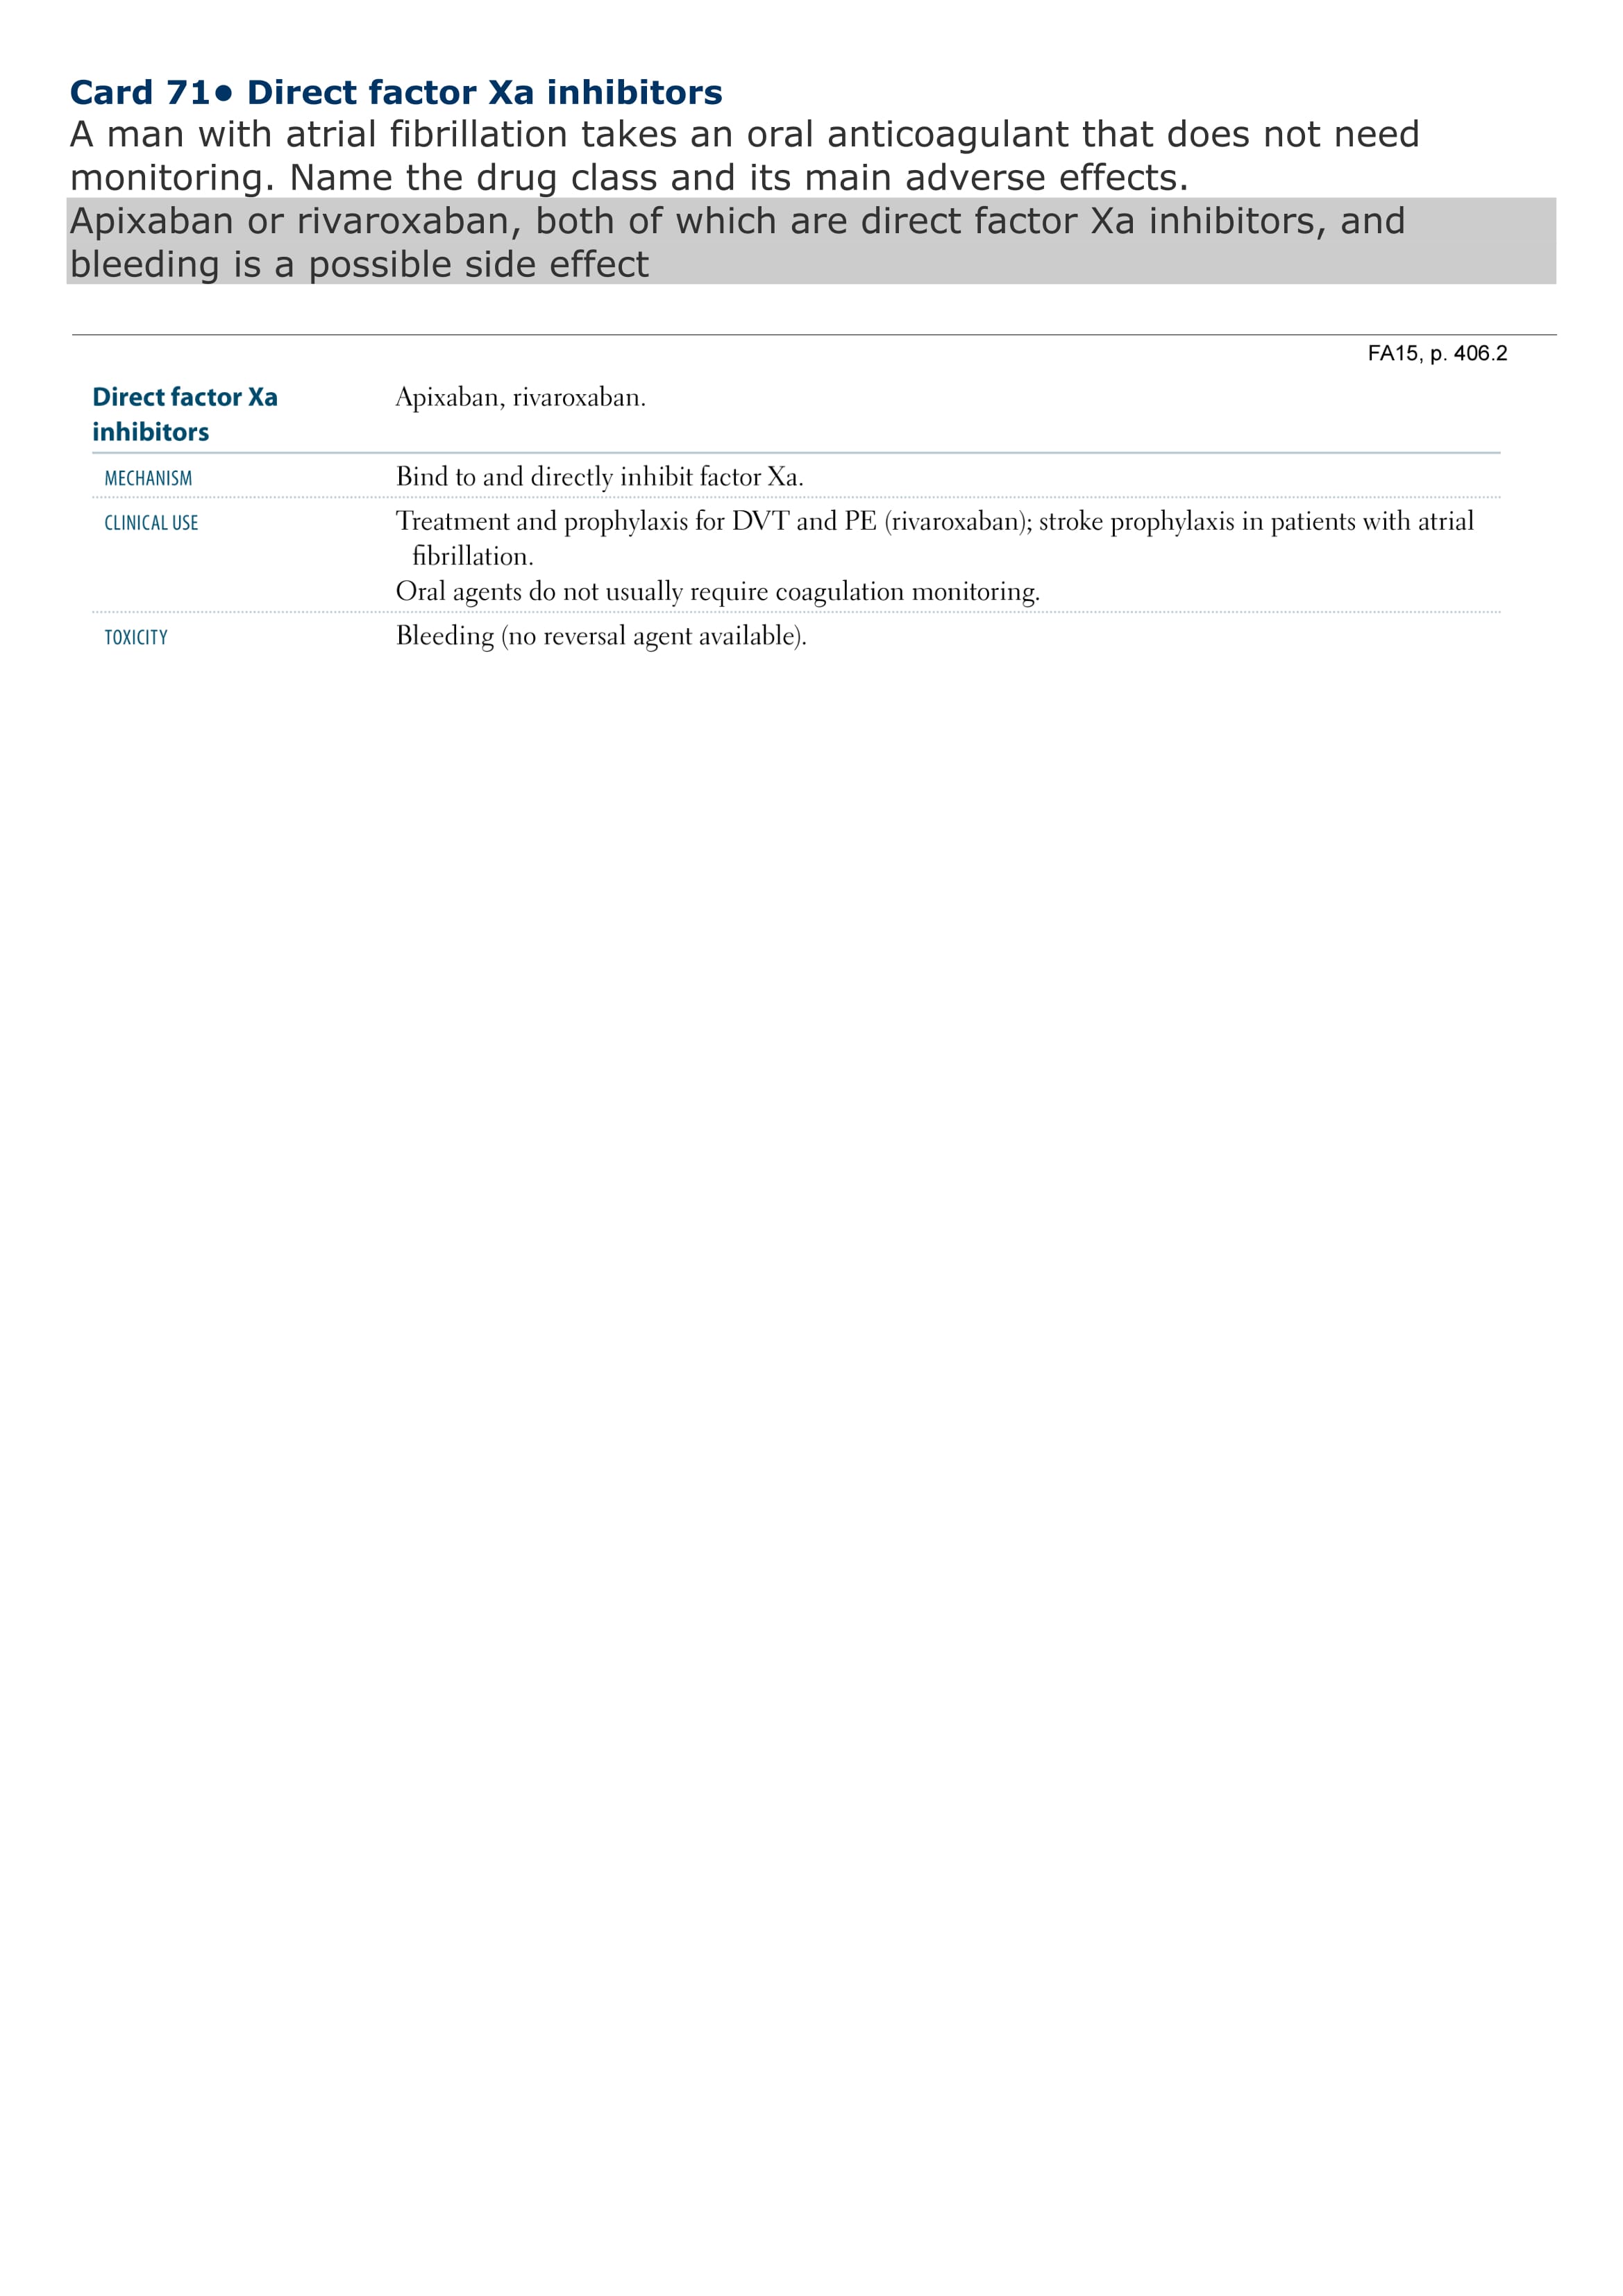 Card 71● Direct factor Xa inhibitors
A man with atrial fibrillation takes an oral anticoagulant that does not need
monitoring. Name the drug class and its main adverse effects.
Apixaban or rivaroxaban, both of which are direct factor Xa inhibitors, and
bleeding is a possible side effect
FA15, p. 406.2
Direct factor Xa
inhibitors
Apixaban, rivaroxaban.
MECHANISM
Bind to and directly inhibit factor Xa.
CLINICAL USE
Treatment and prophylaxis for DVT and PE (rivaroxaban); stroke prophylaxis in patients with atrial
fibrillation.
Oral agents do not usually require coagulation monitoring.
TOXICITY
Bleeding (no reversal agent available).